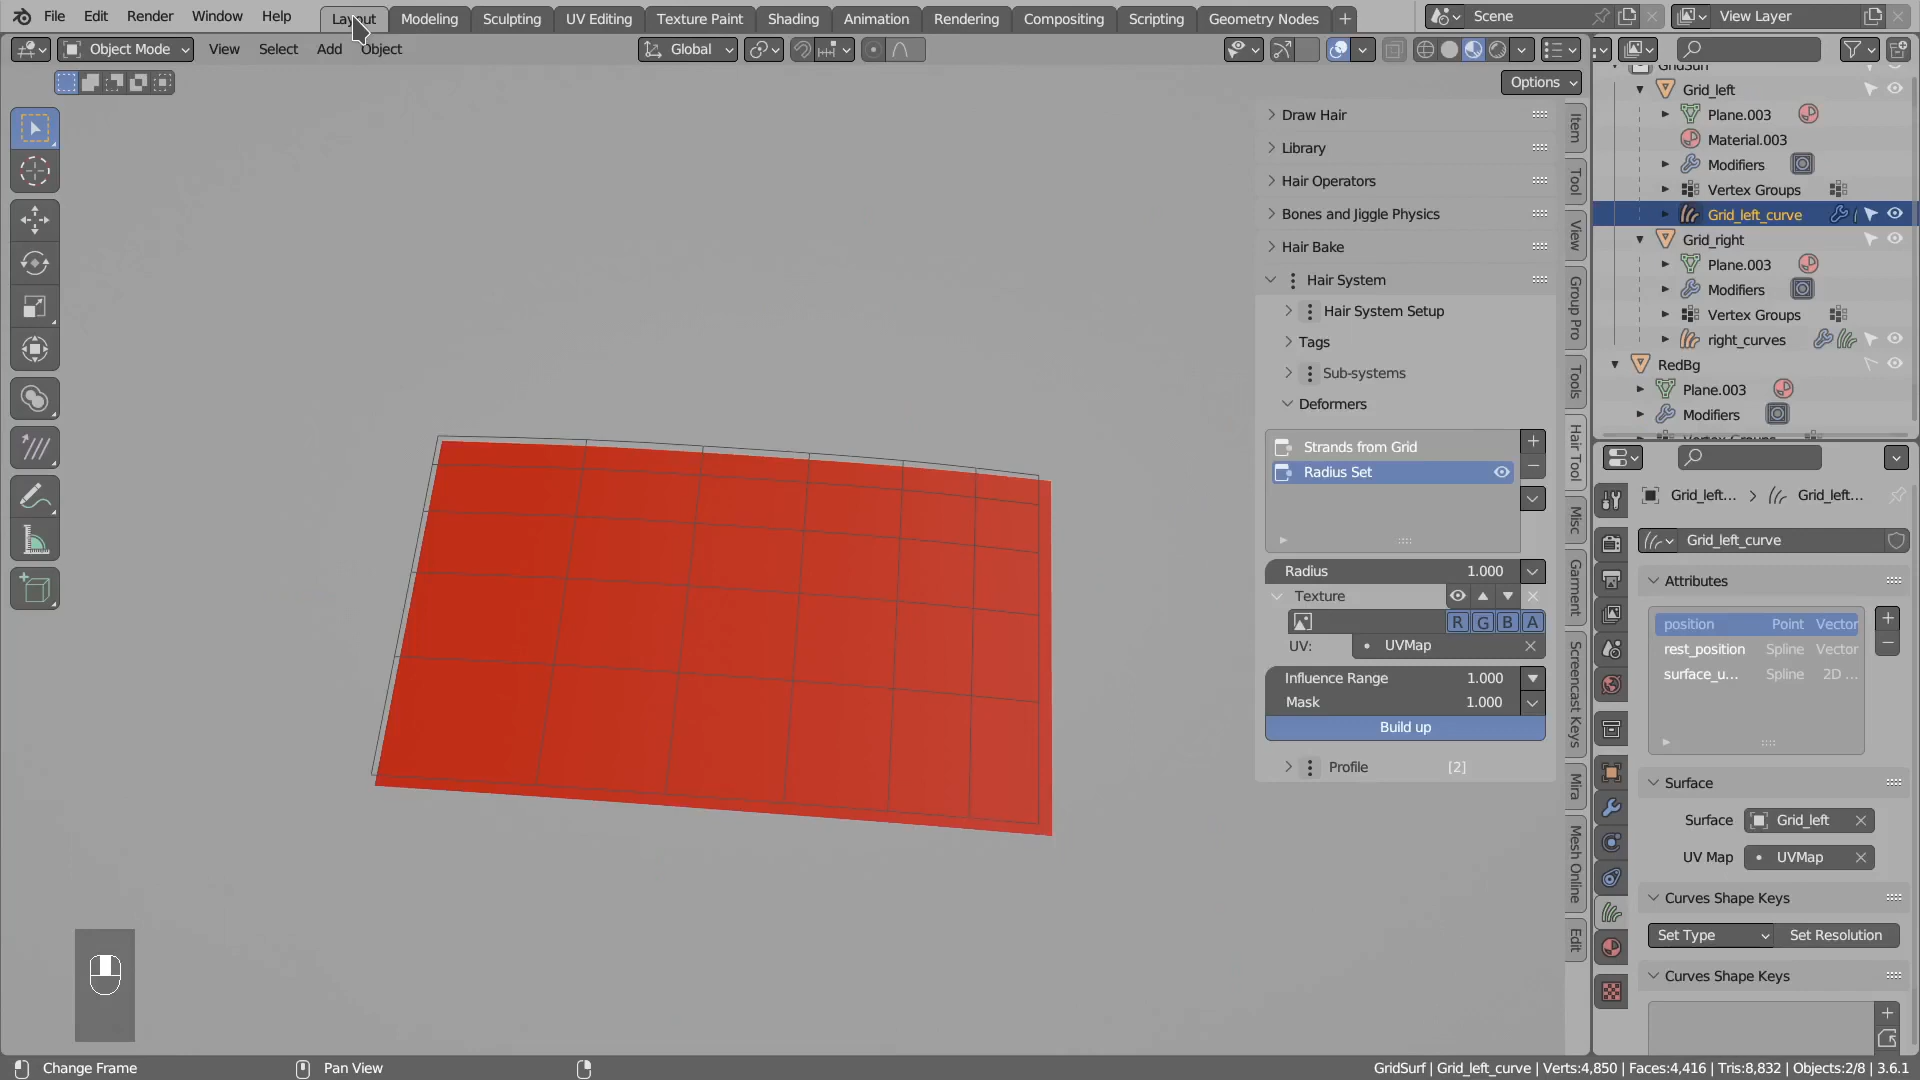 File Edit Render Window Help Layout Modeling Sculpting UV Editing Texture Paint Shading Animation Rendering Compositing Scripting Geometry Nodes + Scene View Layer
Object Mode View Select Add Object Global
Options
Draw Hair
Library
Hair Operators
Bones and Jiggle Physics
Hair Bake
Hair System
Hair System Setup
Tags
Sub-systems
Deformers
Strands from Grid
Radius Set
Radius 1.000
Texture
R G B A
UV: UVMap
Influence Range 1.000
Mask 1.000
Build up
Profile [2]
Item
Tool
View
Group Pro
Tools
Hair Tool
Misc
Garment
Screencast Keys
Mira
Mesh Online
Edit
GridSurf
Grid_left
Plane.003
Material.003
Modifiers
Vertex Groups
Grid_left_curve
Grid_right
Plane.003
Modifiers
Vertex Groups
right_curves
RedBg
Plane.003
Modifiers
Vertex Groups
Grid_left... > Grid_left...
Grid_left_curve
Attributes
position Point Vector
rest_position Spline Vector
surface_u... Spline 2D ...
Surface
Surface Grid_left
UV Map UVMap
Curves Shape Keys
Set Type Set Resolution
Curves Shape Keys
Change Frame Pan View GridSurf | Grid_left_curve | Verts:4,850 | Faces:4,416 | Tris:8,832 | Objects:2/8 | 3.6.1